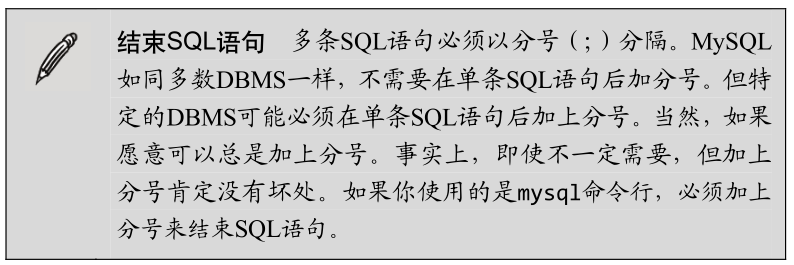 结束SQL语句 多条SQL语句必须以分号（;）分隔。MySQL
如同多数DBMS一样，不需要在单条SQL语句后加分号。但特
定的DBMS可能必须在单条SQL语句后加上分号。当然，如果
愿意可以总是加上分号。事实上，即使不一定需要，但加上
分号肯定没有坏处。如果你使用的是mysql命令行，必须加上
分号来结束SQL语句。